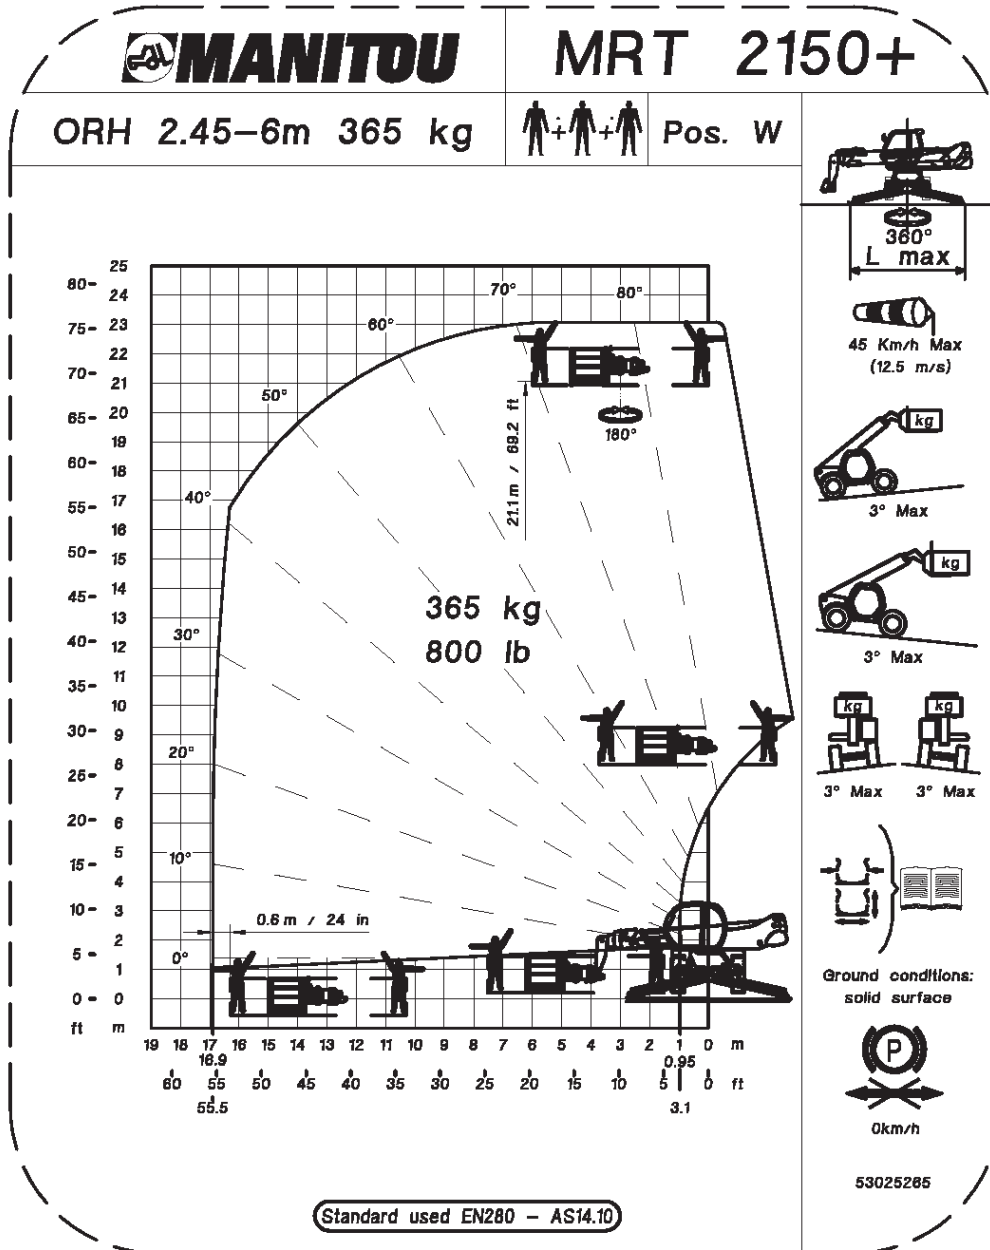 MANITOU
MRT 2150+
ORH 2.45-6m 365 kg
+ +
Pos. W
360°
L max
45 Km/h Max
(12.5 m/s)
kg
3° Max
kg
3° Max
kg kg
3° Max 3° Max
Ground conditions:
solid surface
P
0km/h
53025265
25
80- 24
75- 23
22
70- 21
65- 20
19
60- 18
55- 17
16
50- 15
14
45- 13
40- 12
11
35- 10
30- 9
8
25- 7
20- 6
5
15- 4
10- 3
2
5- 1
0- 0
ft m
70° 80°
60°
50°
40°
30°
20°
10°
0°
21.1 m / 69.2 ft
180°
365 kg
800 lb
0.6 m / 24 in
19 18 17 16 15 14 13 12 11 10 9 8 7 6 5 4 3 2 1 0 m
16.9 0.95
60 55 50 45 40 35 30 25 20 15 10 5 0 ft
55.5 3.1
Standard used EN280 - AS14.10